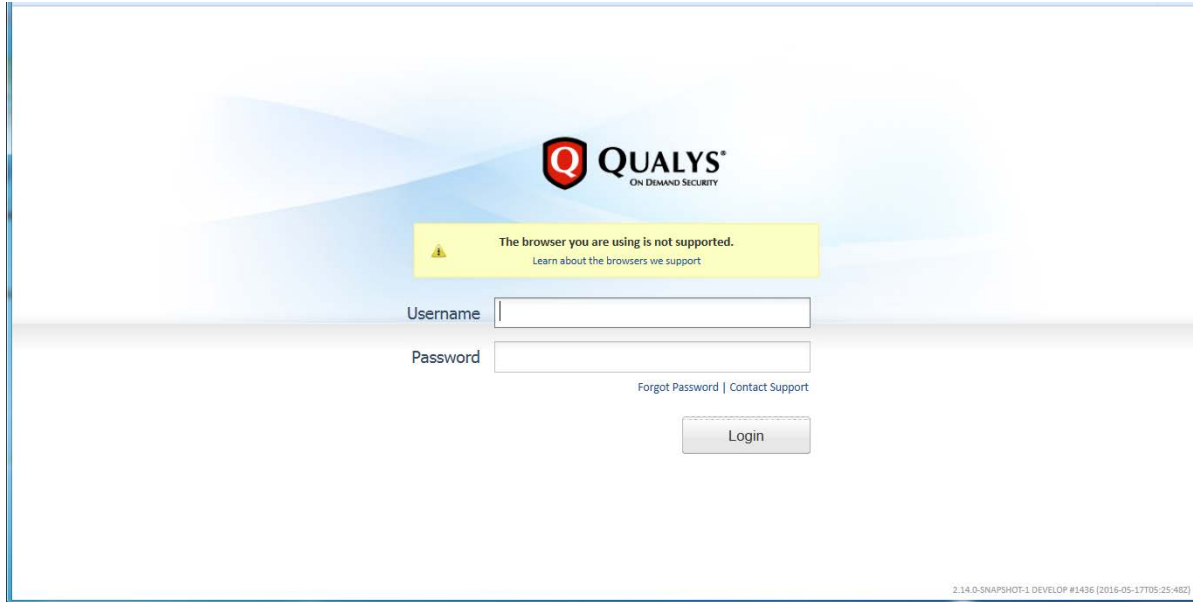 Q QUALYS®
ON DEMAND SECURITY
The browser you are using is not supported.
Learn about the browsers we support
Username
Password
Forgot Password | Contact Support
Login
2.14.0-SNAPSHOT-1 DEVELOP #1436 (2016-05-17T05:25:48Z)